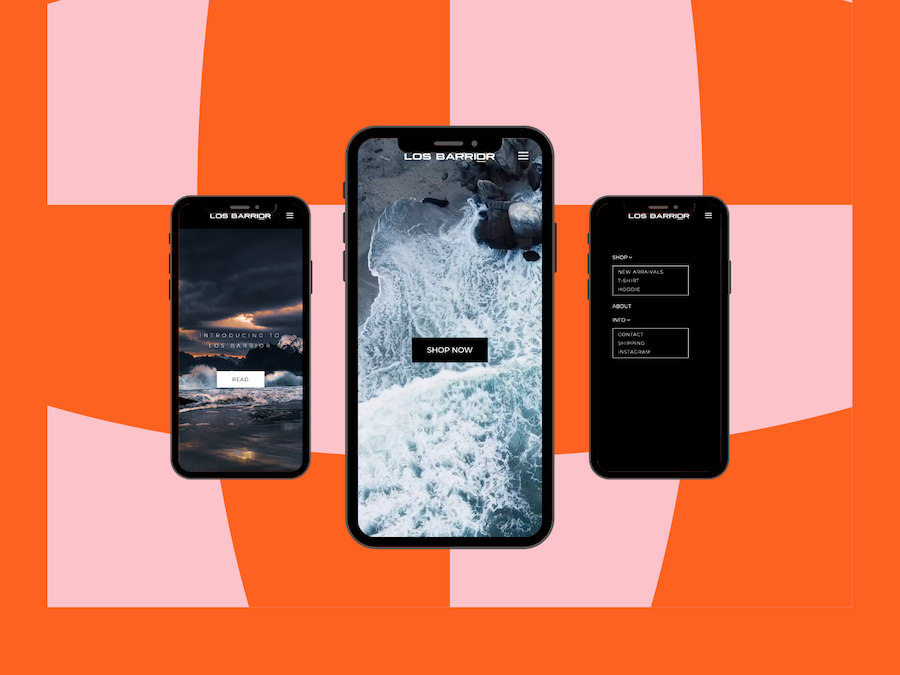 LOS BARRIOR
INTRODUCING TO
LOS BARRIOR
READ
LOS BARRIOR
SHOP NOW
LOS BARRIOR
SHOP
NEW ARRAIVALS
T-SHIRT
HOODIE
ABOUT
INFO
CONTACT
SHIPPING
INSTAGRAM